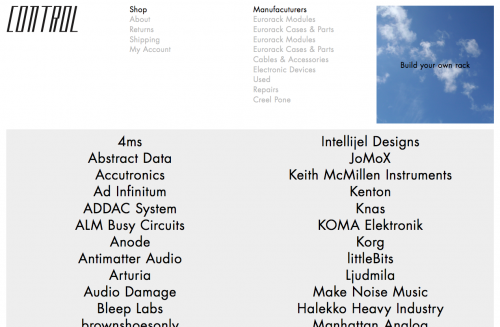 CONTROL
Shop
About
Returns
Shipping
My Account
Manufacuturers
Eurorack Modules
Eurorack Cases & Parts
Eurorack Modules
Eurorack Cases & Parts
Cables & Accessories
Electronic Devices
Used
Repairs
Creel Pone
Build your own rack
4ms
Abstract Data
Accutronics
Ad Infinitum
ADDAC System
ALM Busy Circuits
Anode
Antimatter Audio
Arturia
Audio Damage
Bleep Labs
brownshoesonly
Intellijel Designs
JoMoX
Keith McMillen Instruments
Kenton
Knas
KOMA Elektronik
Korg
littleBits
Ljudmila
Make Noise Music
Halekko Heavy Industry
Manhattan Analog